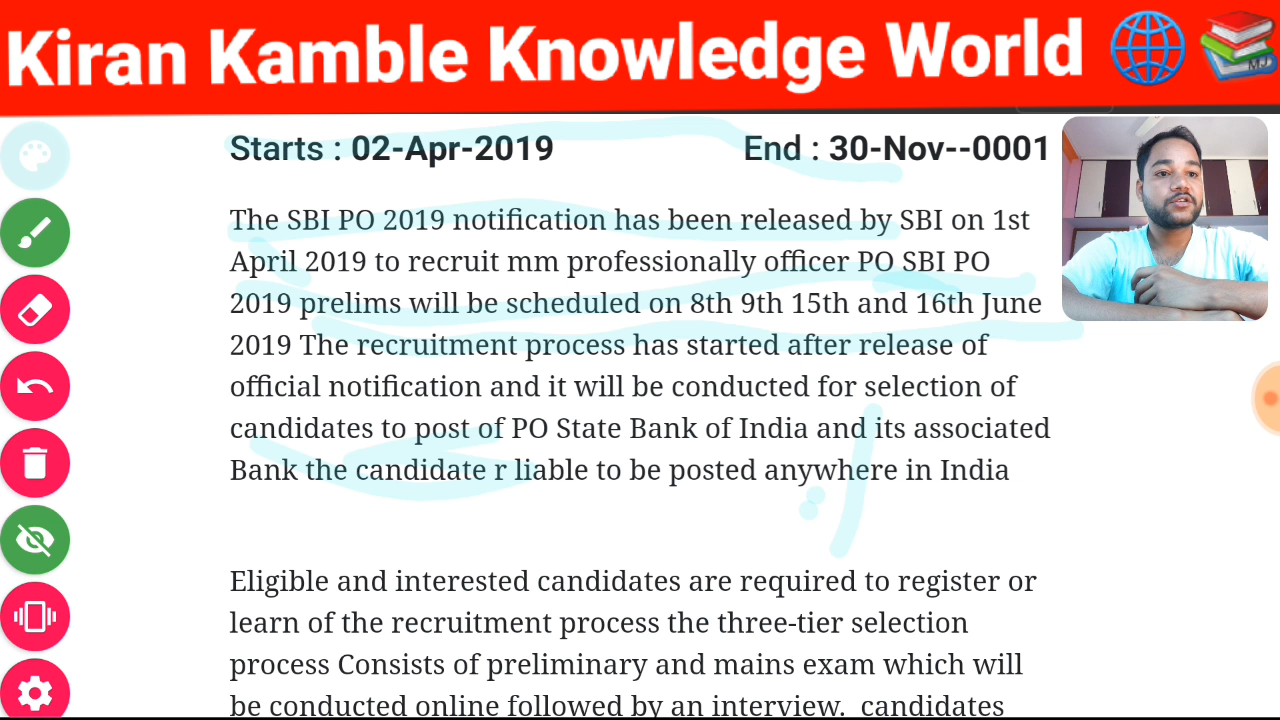 Kiran Kamble Knowledge World
MJ
Starts : 02-Apr-2019 End : 30-Nov--0001
The SBI PO 2019 notification has been released by SBI on 1st
April 2019 to recruit mm professionally officer PO SBI PO
2019 prelims will be scheduled on 8th 9th 15th and 16th June
2019 The recruitment process has started after release of
official notification and it will be conducted for selection of
candidates to post of PO State Bank of India and its associated
Bank the candidate r liable to be posted anywhere in India
Eligible and interested candidates are required to register or
learn of the recruitment process the three-tier selection
process Consists of preliminary and mains exam which will
be conducted online followed by an interview. candidates